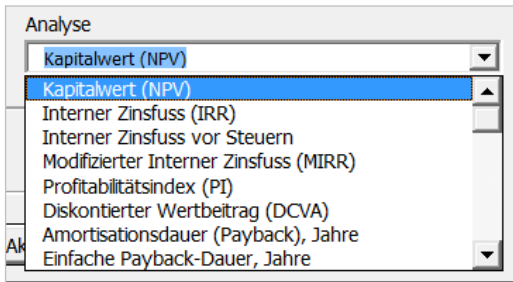 Analyse
Kapitalwert (NPV)
Kapitalwert (NPV)
Interner Zinsfuss (IRR)
Interner Zinsfuss vor Steuern
Modifizierter Interner Zinsfuss (MIRR)
Profitabilitätsindex (PI)
Diskontierter Wertbeitrag (DCVA)
Amortisationsdauer (Payback), Jahre
Ak
Einfache Payback-Dauer, Jahre